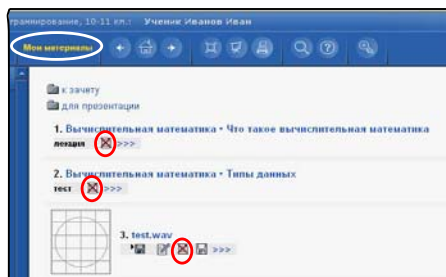 граммирование, 10-11 кл.: Ученик Иванов Иван
Мои материалы
к зачету
для презентации
1. Вычислительная математика • Что такое вычислительная математика
лекция >>>
2. Вычислительная математика • Типы данных
тест >>>
3. test.wav
>>>